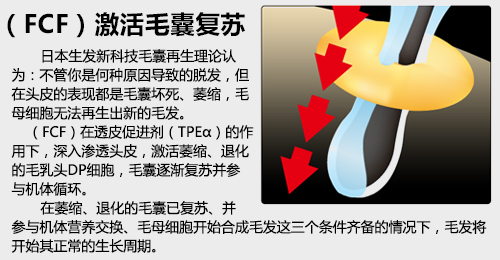 （FCF）激活毛囊复苏
日本生发新科技毛囊再生理论认
为：不管你是何种原因导致的脱发，但
在头皮的表现都是毛囊坏死、萎缩，毛
母细胞无法再生出新的毛发。
（FCF）在透皮促进剂（TPEα）的作
用下，深入渗透头皮，激活萎缩、退化
的毛乳头DP细胞，毛囊逐渐复苏并参
与机体循环。
在萎缩、退化的毛囊已复苏、并
参与机体营养交换、毛母细胞开始合成毛发这三个条件齐备的情况下，毛发将
开始其正常的生长周期。